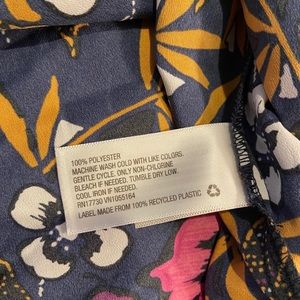 100% POLYESTER
MACHINE WASH COLD WITH LIKE COLORS.
GENTLE CYCLE. ONLY NON-CHLORINE
BLEACH IF NEEDED. TUMBLE DRY LOW.
COOL IRON IF NEEDED.
RN17730 VN1055164
LABEL MADE FROM 100% RECYCLED PLASTIC